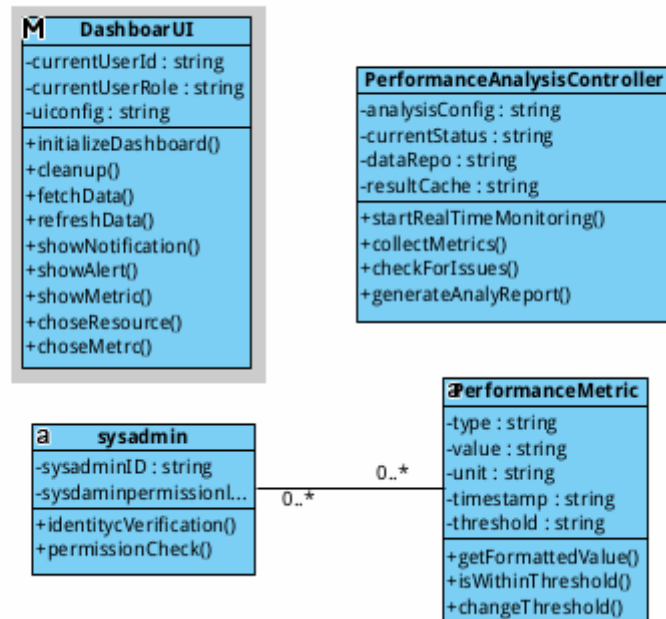 M DashboarUI
-currentUserId : string
-currentUserRole : string
-uiconfig : string
+initializeDashboard()
+cleanup()
+fetchData()
+refreshData()
+showNotification()
+showAlert()
+showMetric()
+choseResource()
+choseMetrc()
PerformanceAnalysisController
-analysisConfig : string
-currentStatus : string
-dataRepo : string
-resultCache : string
+startRealTimeMonitoring()
+collectMetrics()
+checkForIssues()
+generateAnalyReport()
a sysadmin
-sysadminID : string
-sysdaminpermissionl...
+identitycVerification()
+permissionCheck()
0..*
0..*
a PerformanceMetric
-type : string
-value : string
-unit : string
-timestamp : string
-threshold : string
+getFormattedValue()
+isWithinThreshold()
+changeThreshold()